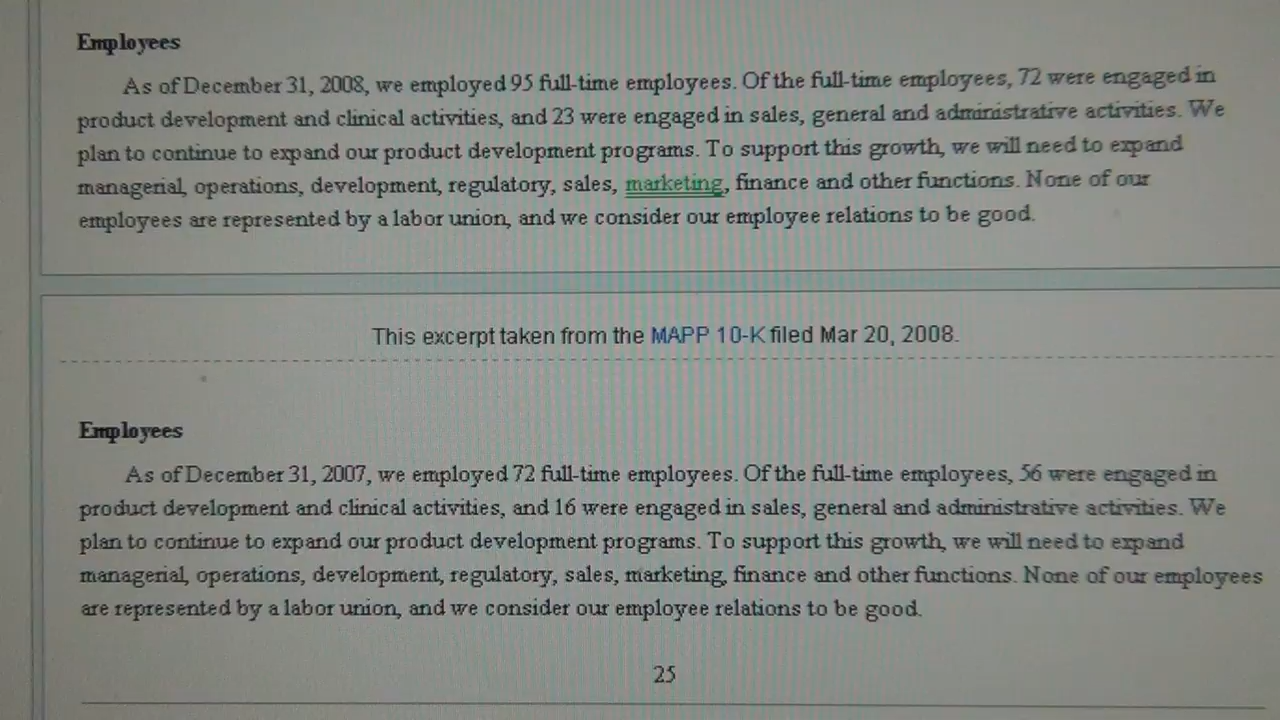 Employees
As of December 31, 2008, we employed 95 full-time employees. Of the full-time employees, 72 were engaged in
product development and clinical activities, and 23 were engaged in sales, general and administrative activities. We
plan to continue to expand our product development programs. To support this growth, we will need to expand
managerial, operations, development, regulatory, sales, marketing, finance and other functions. None of our
employees are represented by a labor union, and we consider our employee relations to be good.
This excerpt taken from the MAPP 10-K filed Mar 20, 2008.
Employees
As of December 31, 2007, we employed 72 full-time employees. Of the full-time employees, 56 were engaged in
product development and clinical activities, and 16 were engaged in sales, general and administrative activities. We
plan to continue to expand our product development programs. To support this growth, we will need to expand
managerial, operations, development, regulatory, sales, marketing, finance and other functions. None of our employees
are represented by a labor union, and we consider our employee relations to be good.
25